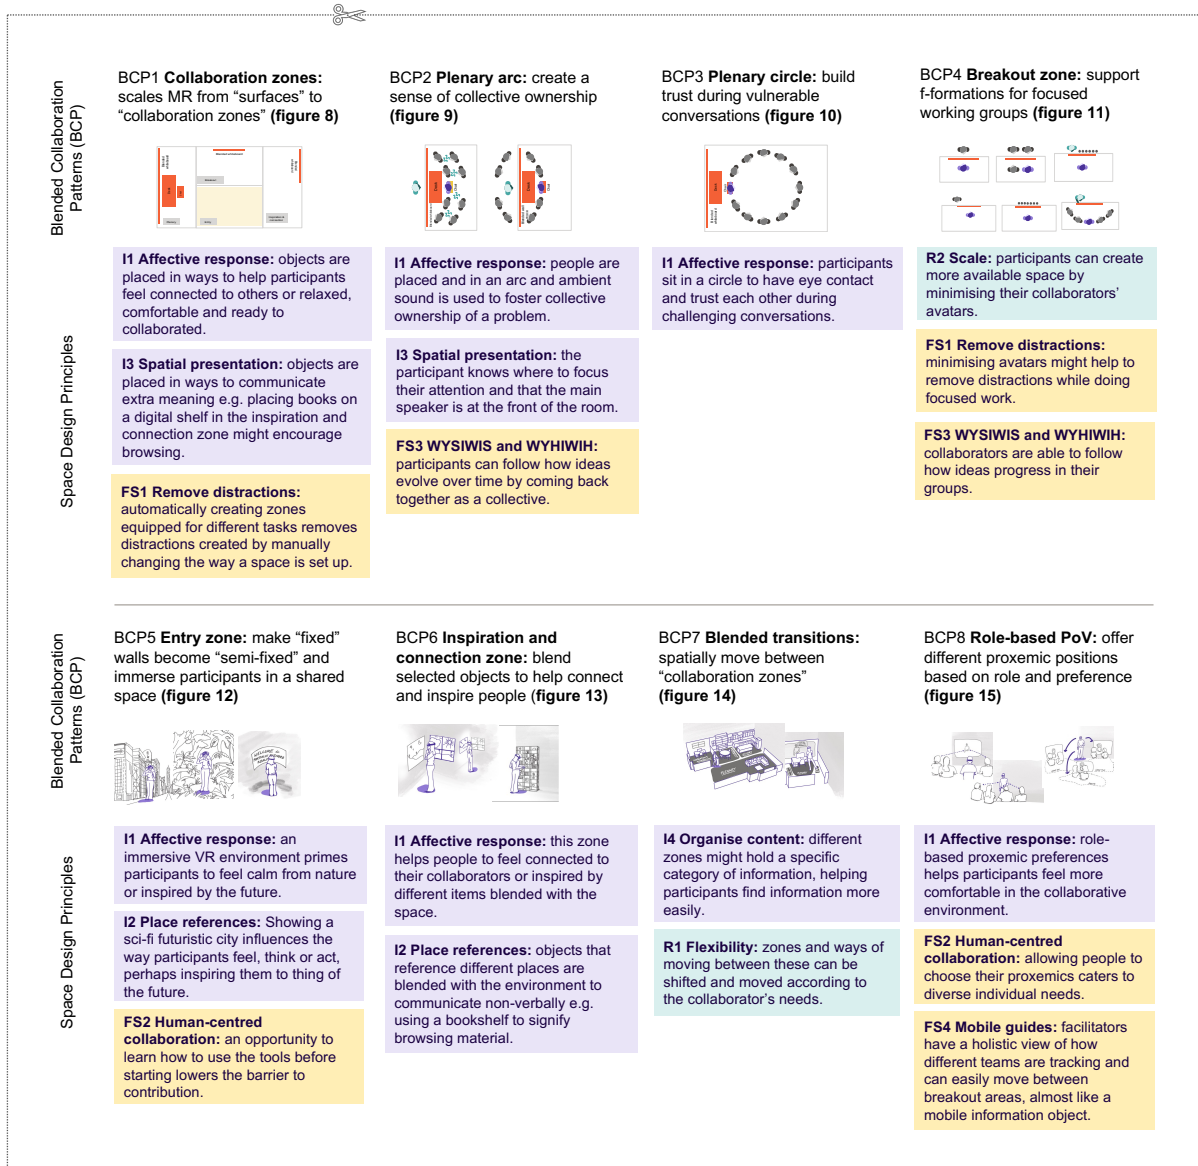 Blended Collaboration
Patterns (BCP)
BCP1 Collaboration zones:
scales MR from “surfaces” to
“collaboration zones” (figure 8)
BCP2 Plenary arc: create a
sense of collective ownership
(figure 9)
BCP3 Plenary circle: build
trust during vulnerable
conversations (figure 10)
BCP4 Breakout zone: support
f-formations for focused
working groups (figure 11)
Space Design Principles
I1 Affective response: objects are
placed in ways to help participants
feel connected to others or relaxed,
comfortable and ready to
collaborated.
I3 Spatial presentation: objects are
placed in ways to communicate
extra meaning e.g. placing books on
a digital shelf in the inspiration and
connection zone might encourage
browsing.
FS1 Remove distractions:
automatically creating zones
equipped for different tasks removes
distractions created by manually
changing the way a space is set up.
I1 Affective response: people are
placed and in an arc and ambient
sound is used to foster collective
ownership of a problem.
I3 Spatial presentation: the
participant knows where to focus
their attention and that the main
speaker is at the front of the room.
FS3 WYSIWIS and WYHIWIH:
participants can follow how ideas
evolve over time by coming back
together as a collective.
I1 Affective response: participants
sit in a circle to have eye contact
and trust each other during
challenging conversations.
R2 Scale: participants can create
more available space by
minimising their collaborators’
avatars.
FS1 Remove distractions:
minimising avatars might help to
remove distractions while doing
focused work.
FS3 WYSIWIS and WYHIWIH:
collaborators are able to follow
how ideas progress in their
groups.
Blended Collaboration
Patterns (BCP)
BCP5 Entry zone: make “fixed”
walls become “semi-fixed” and
immerse participants in a shared
space (figure 12)
BCP6 Inspiration and
connection zone: blend
selected objects to help connect
and inspire people (figure 13)
BCP7 Blended transitions:
spatially move between
“collaboration zones”
(figure 14)
BCP8 Role-based PoV: offer
different proxemic positions
based on role and preference
(figure 15)
Space Design Principles
I1 Affective response: an
immersive VR environment primes
participants to feel calm from nature
or inspired by the future.
I2 Place references: Showing a
sci-fi futuristic city influences the
way participants feel, think or act,
perhaps inspiring them to thing of
the future.
FS2 Human-centred
collaboration: an opportunity to
learn how to use the tools before
starting lowers the barrier to
contribution.
I1 Affective response: this zone
helps people to feel connected to
their collaborators or inspired by
different items blended with the
space.
I2 Place references: objects that
reference different places are
blended with the environment to
communicate non-verbally e.g.
using a bookshelf to signify
browsing material.
I4 Organise content: different
zones might hold a specific
category of information, helping
participants find information more
easily.
R1 Flexibility: zones and ways of
moving between these can be
shifted and moved according to
the collaborator’s needs.
I1 Affective response: role-
based proxemic preferences
helps participants feel more
comfortable in the collaborative
environment.
FS2 Human-centred
collaboration: allowing people to
choose their proxemics caters to
diverse individual needs.
FS4 Mobile guides: facilitators
have a holistic view of how
different teams are tracking and
can easily move between
breakout areas, almost like a
mobile information object.